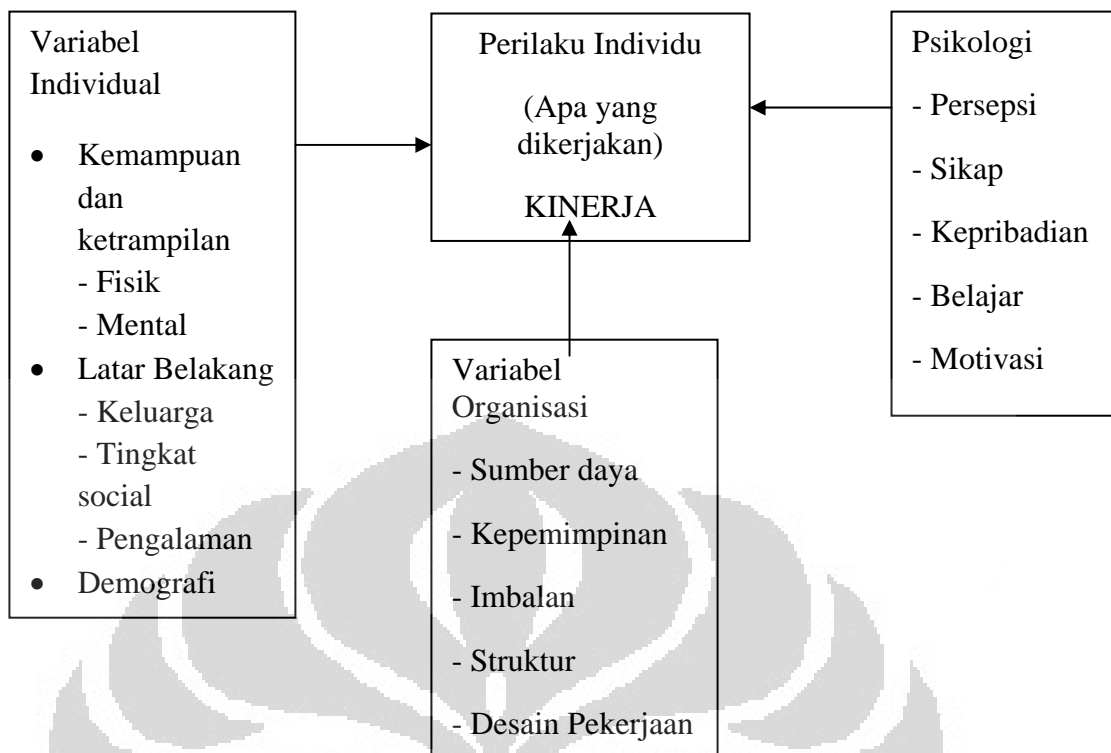 Variabel
Individual
• Kemampuan
dan
ketrampilan
- Fisik
- Mental
• Latar Belakang
- Keluarga
- Tingkat
social
- Pengalaman
• Demografi
Perilaku Individu
(Apa yang
dikerjakan)
KINERJA
Variabel
Organisasi
- Sumber daya
- Kepemimpinan
- Imbalan
- Struktur
- Desain Pekerjaan
Psikologi
- Persepsi
- Sikap
- Kepribadian
- Belajar
- Motivasi